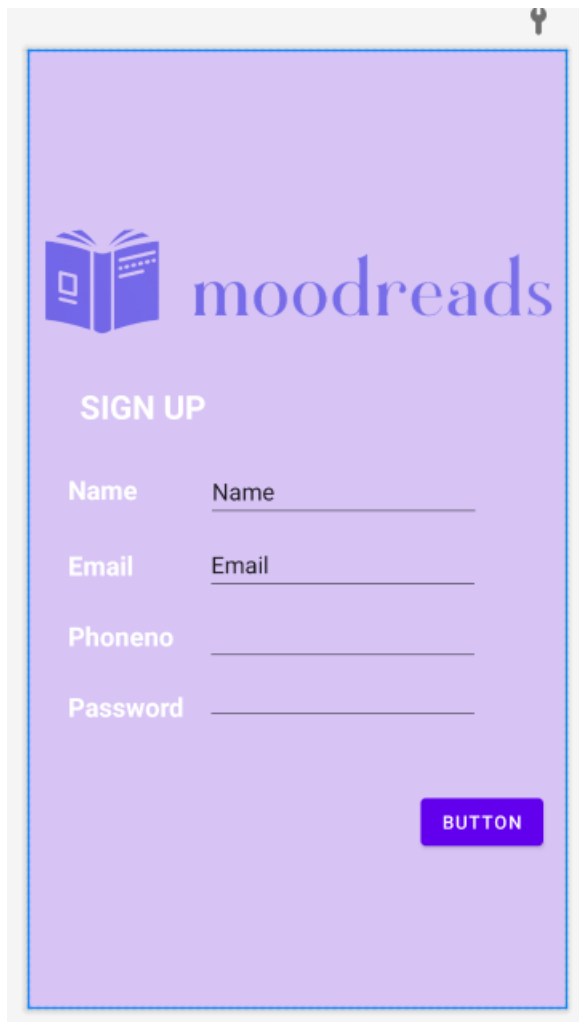 moodreads
SIGN UP
Name Name
Email Email
Phoneno
Password
BUTTON